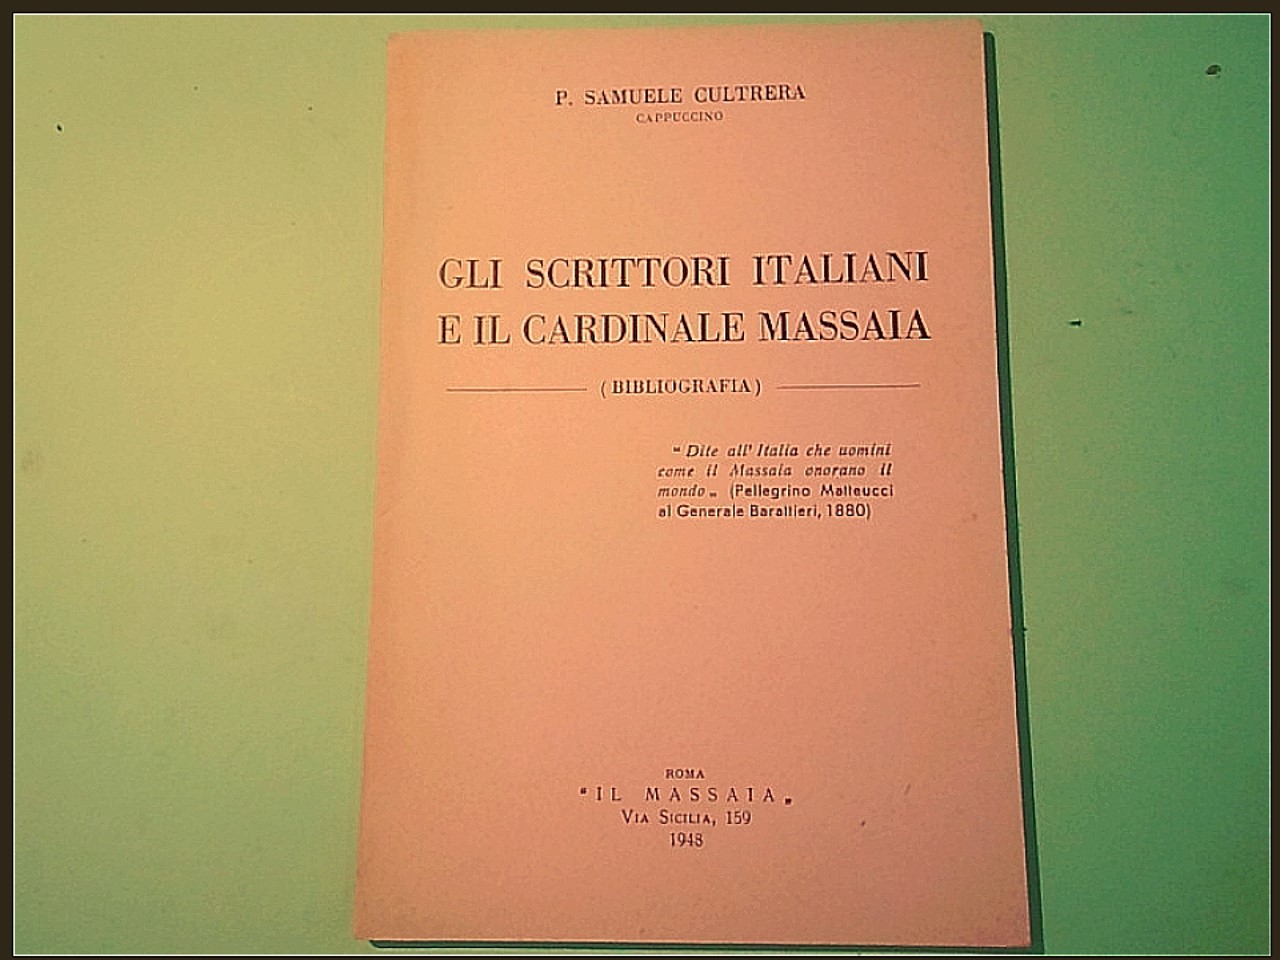 P. SAMUELE CULTRERA
CAPPUCCINO
GLI SCRITTORI ITALIANI
E IL CARDINALE MASSAIA
(BIBLIOGRAFIA)
" Dite all' Italia che uomini
come il Massaia onorano il
mondo „ (Pellegrino Matteucci
al Generale Barattieri, 1880)
ROMA
" IL MASSAIA „
VIA SICILIA, 159
1948